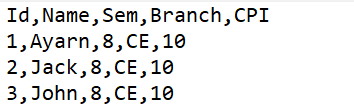 Id,Name,Sem,Branch,CPI
1,Ayarn,8,CE,10
2,Jack,8,CE,10
3,John,8,CE,10